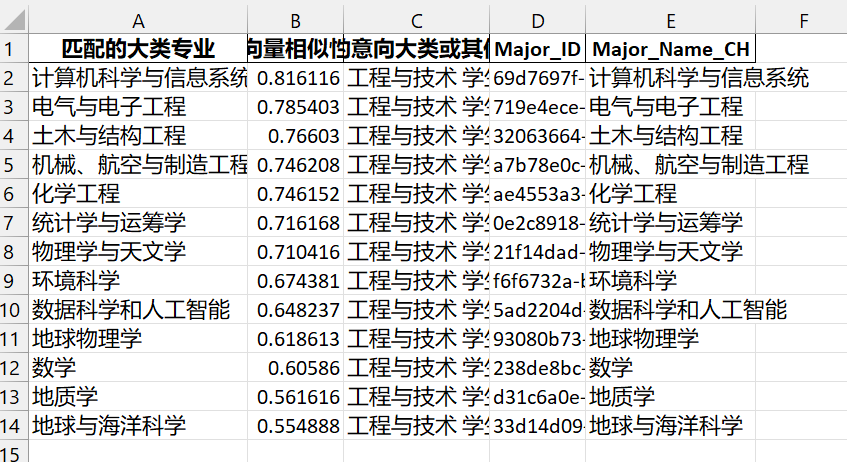 A B C D E F
1 匹配的大类专业 向量相似性 意向大类或其他 Major_ID Major_Name_CH
2 计算机科学与信息系统 0.816116 工程与技术 学生 69d7697f- 计算机科学与信息系统
3 电气与电子工程 0.785403 工程与技术 学生 719e4ece- 电气与电子工程
4 土木与结构工程 0.76603 工程与技术 学生 32063664- 土木与结构工程
5 机械、航空与制造工程 0.746208 工程与技术 学生 a7b78e0c- 机械、航空与制造工程
6 化学工程 0.746152 工程与技术 学生 ae4553a3- 化学工程
7 统计学与运筹学 0.716168 工程与技术 学生 0e2c8918- 统计学与运筹学
8 物理学与天文学 0.710416 工程与技术 学生 21f14dad- 物理学与天文学
9 环境科学 0.674381 工程与技术 学生 f6f6732a-b 环境科学
10 数据科学和人工智能 0.648237 工程与技术 学生 5ad2204d- 数据科学和人工智能
11 地球物理学 0.618613 工程与技术 学生 93080b73- 地球物理学
12 数学 0.60586 工程与技术 学生 238de8bc- 数学
13 地质学 0.561616 工程与技术 学生 d31c6a0e- 地质学
14 地球与海洋科学 0.554888 工程与技术 学生 33d14d09- 地球与海洋科学
15